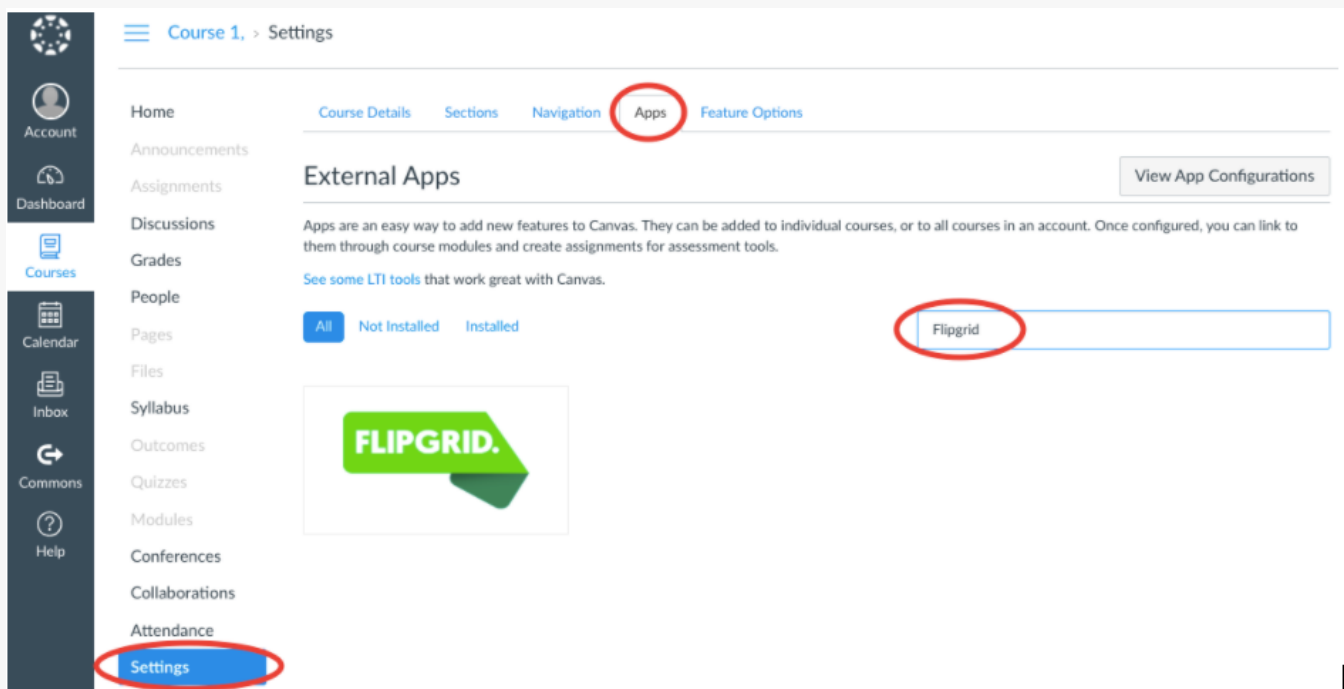 Course 1, > Settings
Account
Dashboard
Courses
Calendar
Inbox
Commons
Help
Home
Announcements
Assignments
Discussions
Grades
People
Pages
Files
Syllabus
Outcomes
Quizzes
Modules
Conferences
Collaborations
Attendance
Settings
Course Details Sections Navigation Apps Feature Options
External Apps
View App Configurations
Apps are an easy way to add new features to Canvas. They can be added to individual courses, or to all courses in an account. Once configured, you can link to
them through course modules and create assignments for assessment tools.
See some LTI tools that work great with Canvas.
All Not Installed Installed
Flipgrid
FLIPGRID.